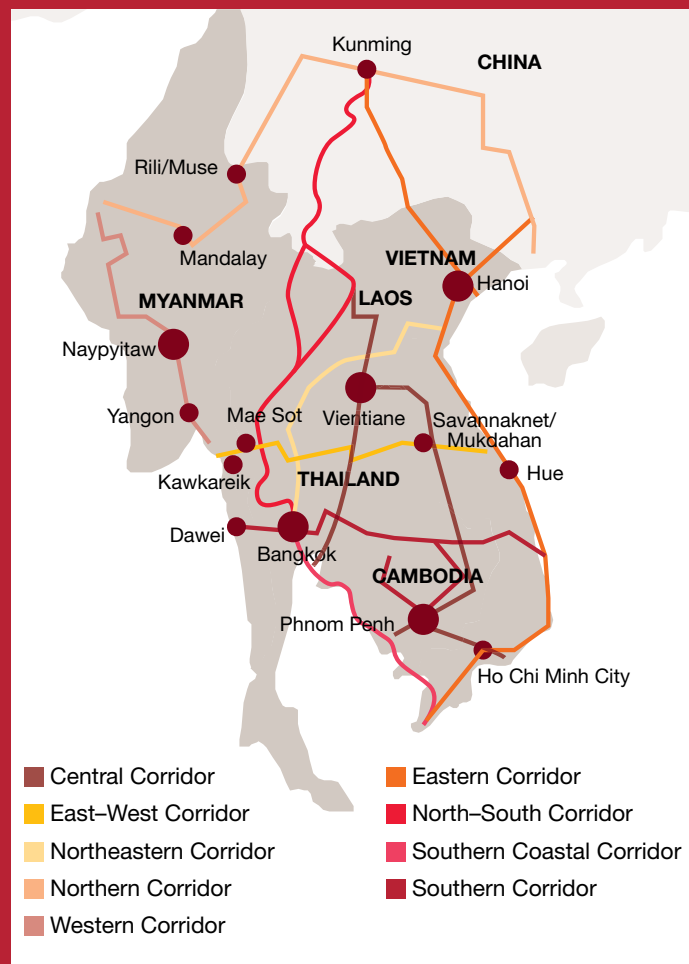 Kunming
CHINA
Rili/Muse
Mandalay
VIETNAM
Hanoi
MYANMAR
LAOS
Naypyitaw
Yangon
Mae Sot
Vientiane
Savannaknet/
Mukdahan
Kawkareik
THAILAND
Hue
Dawei
Bangkok
CAMBODIA
Phnom Penh
Ho Chi Minh City
Central Corridor
East–West Corridor
Northeastern Corridor
Northern Corridor
Western Corridor
Eastern Corridor
North–South Corridor
Southern Coastal Corridor
Southern Corridor